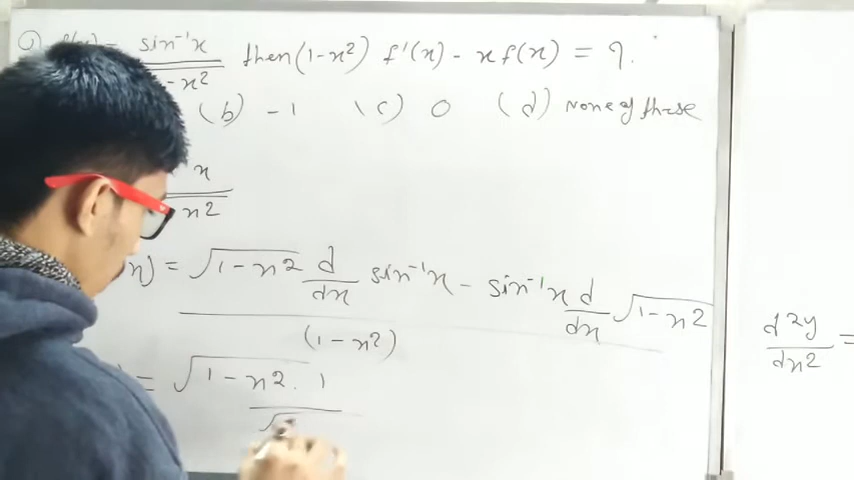 f(x) = sin⁻¹x / -x² then (1-x²) f'(x) - x f(x) = ?
(b) -1 (c) 0 (d) none of these
x / x²
x) = √1-x² d/dx sin⁻¹x - sin⁻¹x d/dx √1-x²
(1-x²)
= √1-x² . 1 / √
d²y/dx² =